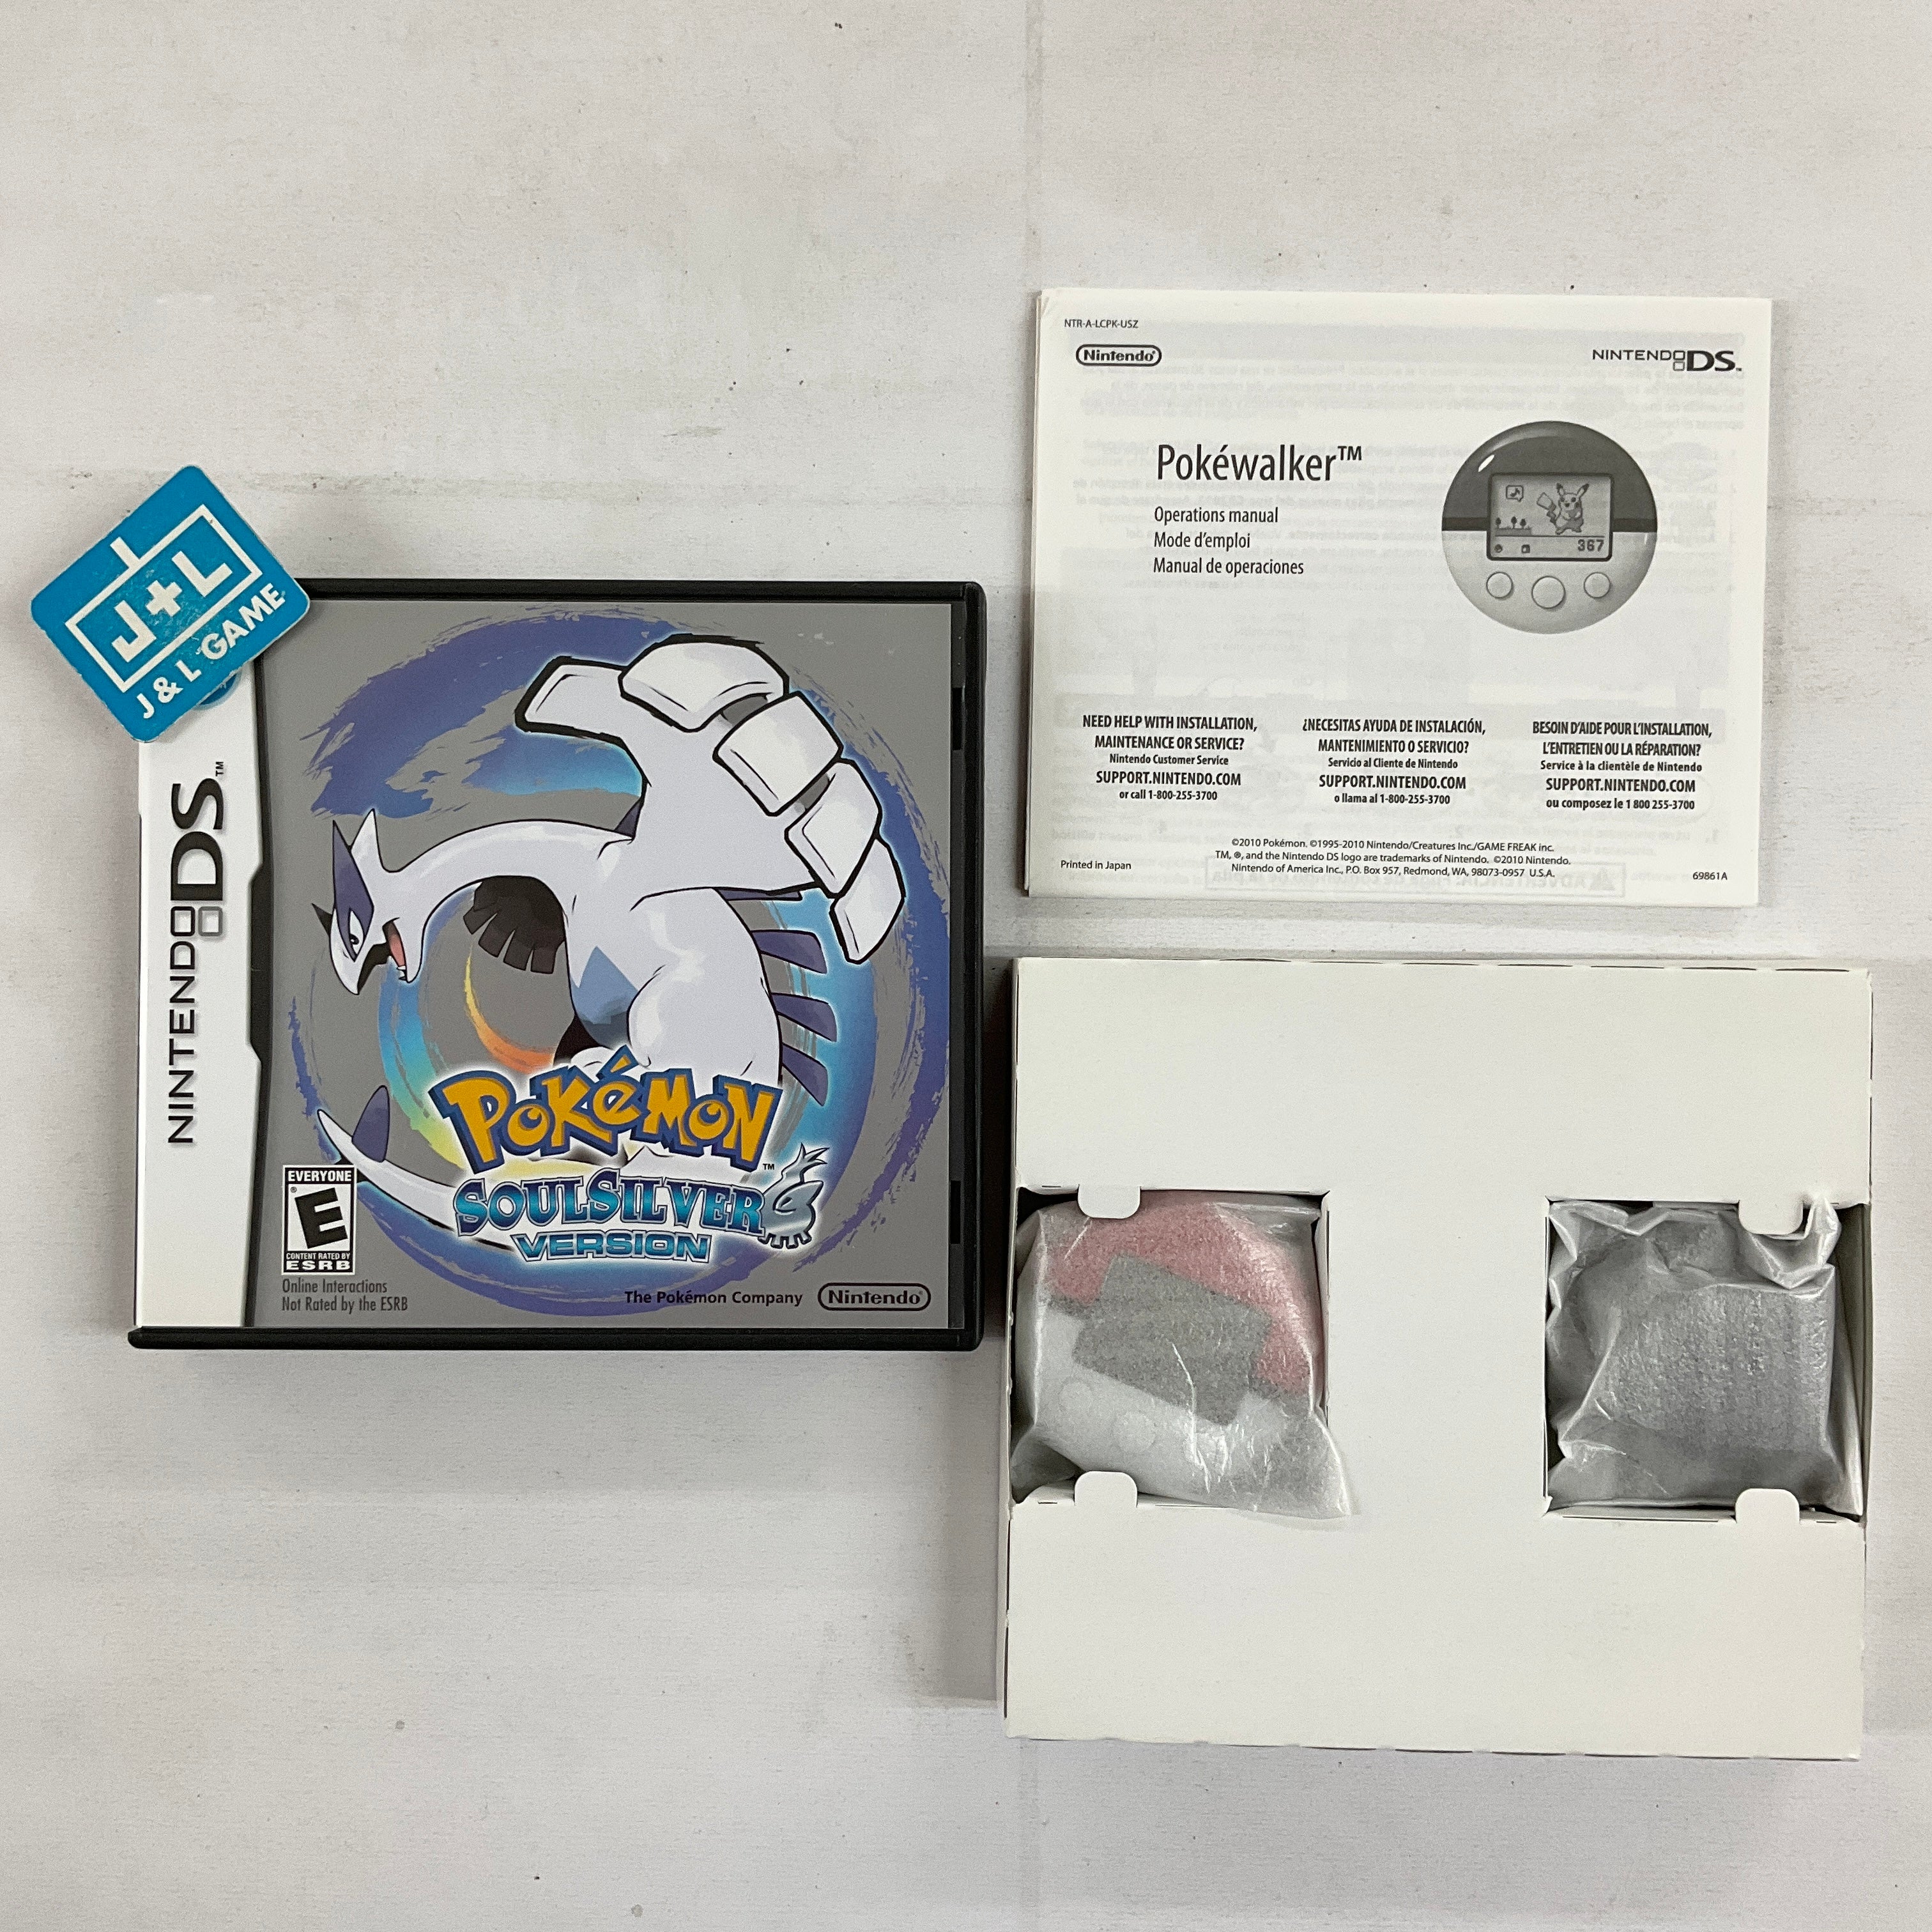 J+L
J & L GAME
NINTENDO DS™
POKéMON™
SOULSILVER
VERSION
EVERYONE
E
®
CONTENT RATED BY
ESRB
Online Interactions
Not Rated by the ESRB
The Pokémon Company
Nintendo®
NTR-A-LCPK-USZ
Nintendo®
NINTENDO DS™
Pokéwalker™
Operations manual
Mode d'emploi
Manual de operaciones
367
NEED HELP WITH INSTALLATION,
MAINTENANCE OR SERVICE?
Nintendo Customer Service
SUPPORT.NINTENDO.COM
or call 1-800-255-3700
¿NECESITAS AYUDA DE INSTALACIÓN,
MANTENIMIENTO O SERVICIO?
Servicio al Cliente de Nintendo
SUPPORT.NINTENDO.COM
o llama al 1-800-255-3700
BESOIN D'AIDE POUR L'INSTALLATION,
L'ENTRETIEN OU LA RÉPARATION?
Service à la clientèle de Nintendo
SUPPORT.NINTENDO.COM
ou composez le 1 800 255-3700
©2010 Pokémon. ©1995-2010 Nintendo/Creatures Inc./GAME FREAK inc.
TM, ®, and the Nintendo DS logo are trademarks of Nintendo. ©2010 Nintendo.
Nintendo of America Inc., P.O. Box 957, Redmond, WA, 98073-0957 U.S.A.
Printed in Japan
69861A